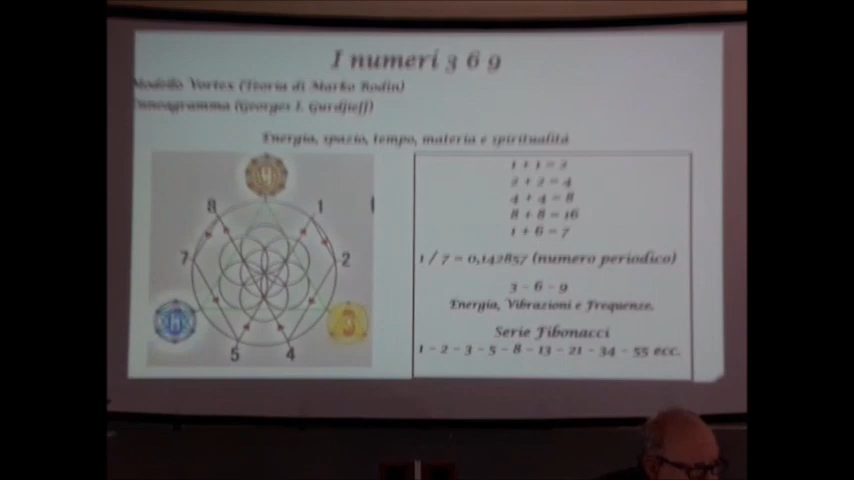 I numeri 3 6 9
Modello Vortex (Teoria di Marko Rodin)
Enneagramma (Georges I. Gurdjieff)
Energia, spazio, tempo, materia e spiritualità
9
8 1
7 2
3
5 4
1 + 1 = 2
2 + 2 = 4
4 + 4 = 8
8 + 8 = 16
1 + 6 = 7
1 / 7 = 0,142857 (numero periodico)
3 - 6 - 9
Energia, Vibrazioni e Frequenze.
Serie Fibonacci
1 - 2 - 3 - 5 - 8 - 13 - 21 - 34 - 55 ecc.